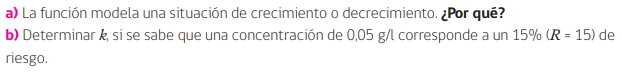 a) La función modela una situación de crecimiento o decrecimiento. ¿Por qué?
b) Determinar k, si se sabe que una concentración de 0,05 g/l corresponde a un 15% (R = 15) de
riesgo.